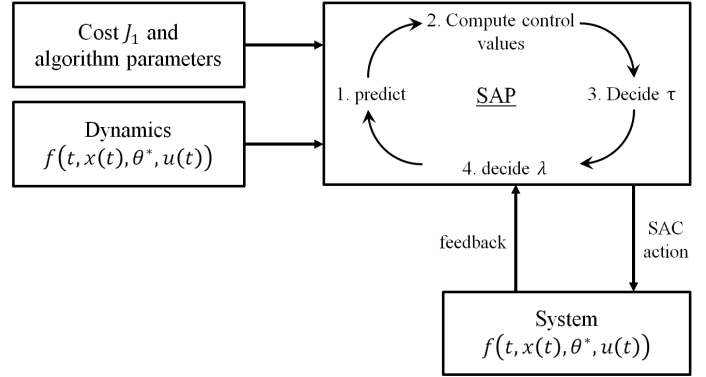 Cost J₁ and
algorithm parameters
Dynamics
f(t, x(t), θ*, u(t))
2. Compute control
values
1. predict
SAP
3. Decide τ
4. decide λ
feedback
SAC
action
System
f(t, x(t), θ*, u(t))